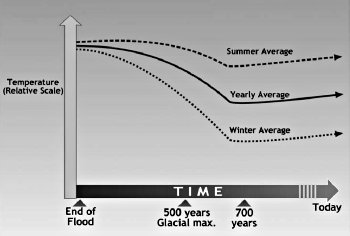 Summer Average
Temperature
(Relative Scale)
Yearly Average
Winter Average
TIME
Today
End of
Flood
500 years
Glacial max.
700
years